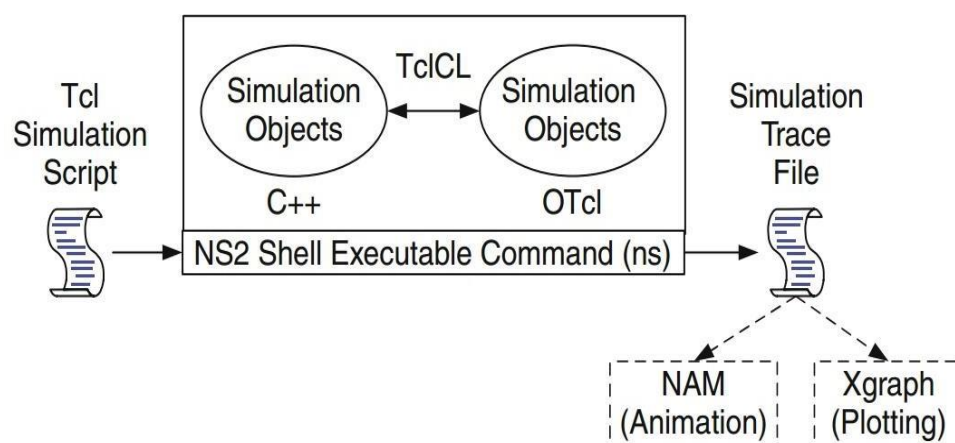 Tcl
Simulation
Script
Simulation
Objects
C++
TclCL
Simulation
Objects
OTcl
NS2 Shell Executable Command (ns)
Simulation
Trace
File
NAM
(Animation)
Xgraph
(Plotting)